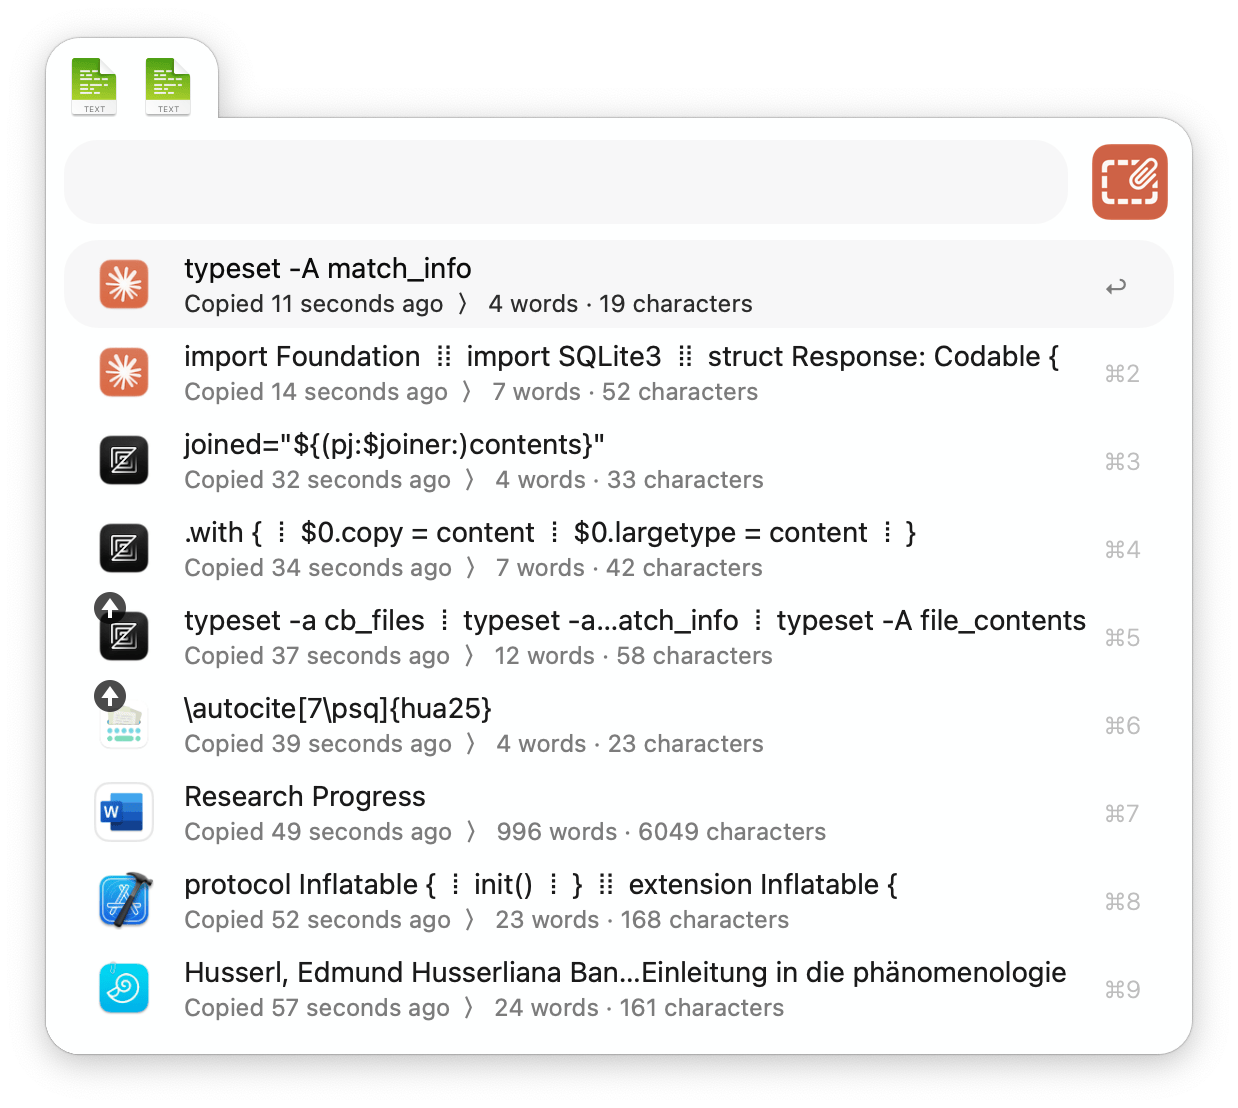 TEXT TEXT
typeset -A match_info
Copied 11 seconds ago 〉 4 words · 19 characters
↩
import Foundation ⣿ import SQLite3 ⣿ struct Response: Codable {
Copied 14 seconds ago 〉 7 words · 52 characters
⌘2
joined="${(pj:$joiner:)contents}"
Copied 32 seconds ago 〉 4 words · 33 characters
⌘3
.with { ⡇ $0.copy = content ⡇ $0.largetype = content ⡇ }
Copied 34 seconds ago 〉 7 words · 42 characters
⌘4
typeset -a cb_files ⡇ typeset -a...atch_info ⡇ typeset -A file_contents
Copied 37 seconds ago 〉 12 words · 58 characters
⌘5
\autocite[7\psq]{hua25}
Copied 39 seconds ago 〉 4 words · 23 characters
⌘6
W
Research Progress
Copied 49 seconds ago 〉 996 words · 6049 characters
⌘7
protocol Inflatable { ⡇ init() ⡇ } ⣿ extension Inflatable {
Copied 52 seconds ago 〉 23 words · 168 characters
⌘8
Husserl, Edmund Husserliana Ban...Einleitung in die phänomenologie
Copied 57 seconds ago 〉 24 words · 161 characters
⌘9